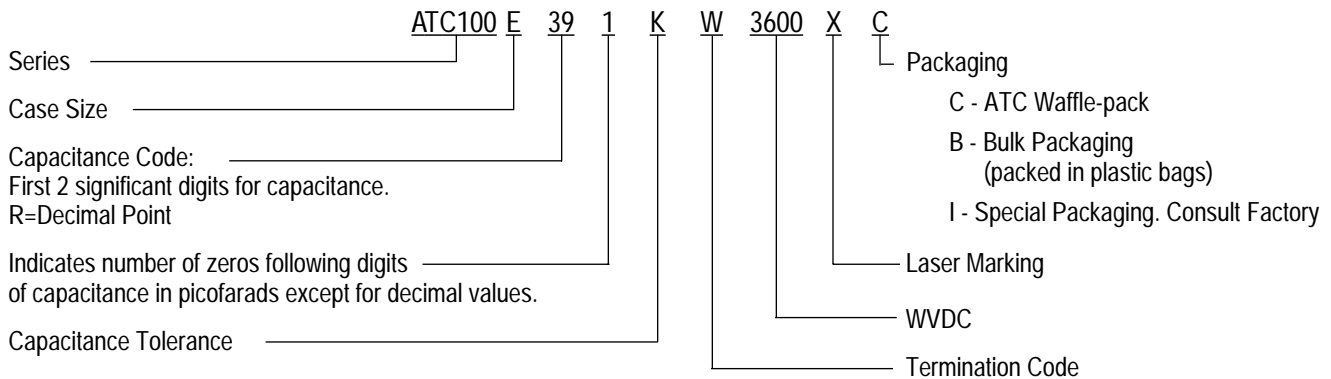 ATC100 E 39 1 K W 3600 X C
Series
Case Size
Capacitance Code:
First 2 significant digits for capacitance.
R=Decimal Point
Indicates number of zeros following digits
of capacitance in picofarads except for decimal values.
Capacitance Tolerance
Packaging
C - ATC Waffle-pack
B - Bulk Packaging
(packed in plastic bags)
I - Special Packaging. Consult Factory
Laser Marking
WVDC
Termination Code